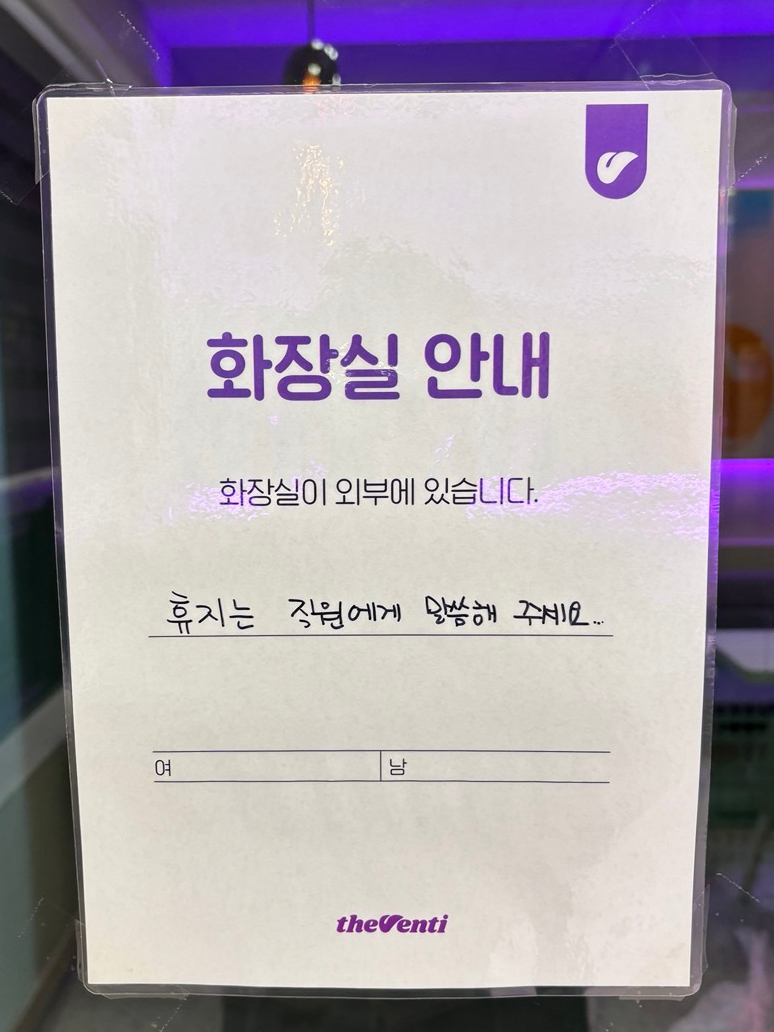 화장실 안내
화장실이 외부에 있습니다.
휴지는 직원에게 말씀해 주세요...
여 남
theVenti